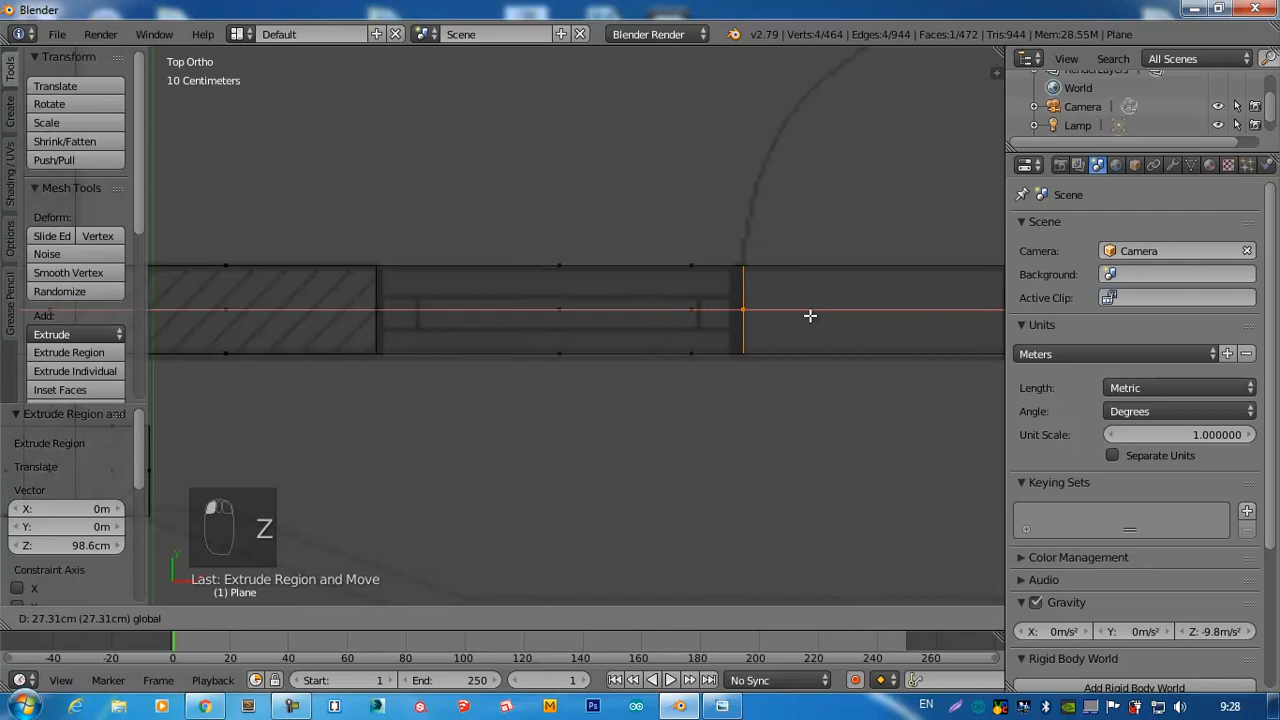 Blender
File Render Window Help Default Scene Blender Render v2.79 | Verts:4/464 | Edges:4/944 | Faces:1/472 | Tris:944 | Mem:28.55M | Plane
Tools
Create
Shading / UVs
Options
Grease Pencil
Transform
Translate
Rotate
Scale
Shrink/Fatten
Push/Pull
Mesh Tools
Deform:
Slide Ed Vertex
Noise
Smooth Vertex
Randomize
Add:
Extrude
Extrude Region
Extrude Individual
Inset Faces
Extrude Region and
Extrude Region
Translate
Vector
X: 0m
Y: 0m
Z: 98.6cm
Constraint Axis
X
Top Ortho
10 Centimeters
Z
Last: Extrude Region and Move
(1) Plane
y
D: 27.31cm (27.31cm) global
-40 -20 0 20 40 60 80 100 120 140 160 180 200 220 240 260
View Marker Frame Playback Start: 1 End: 250 1 No Sync
View Search All Scenes
RenderLayers
World
Camera
Lamp
Scene
Scene
Camera: Camera
Background:
Active Clip:
Units
Meters
Length: Metric
Angle: Degrees
Unit Scale: 1.000000
Separate Units
Keying Sets
Color Management
Audio
Gravity
X: 0m/s² Y: 0m/s² Z: -9.8m/s²
Rigid Body World
Add Rigid Body World
EN 9:28